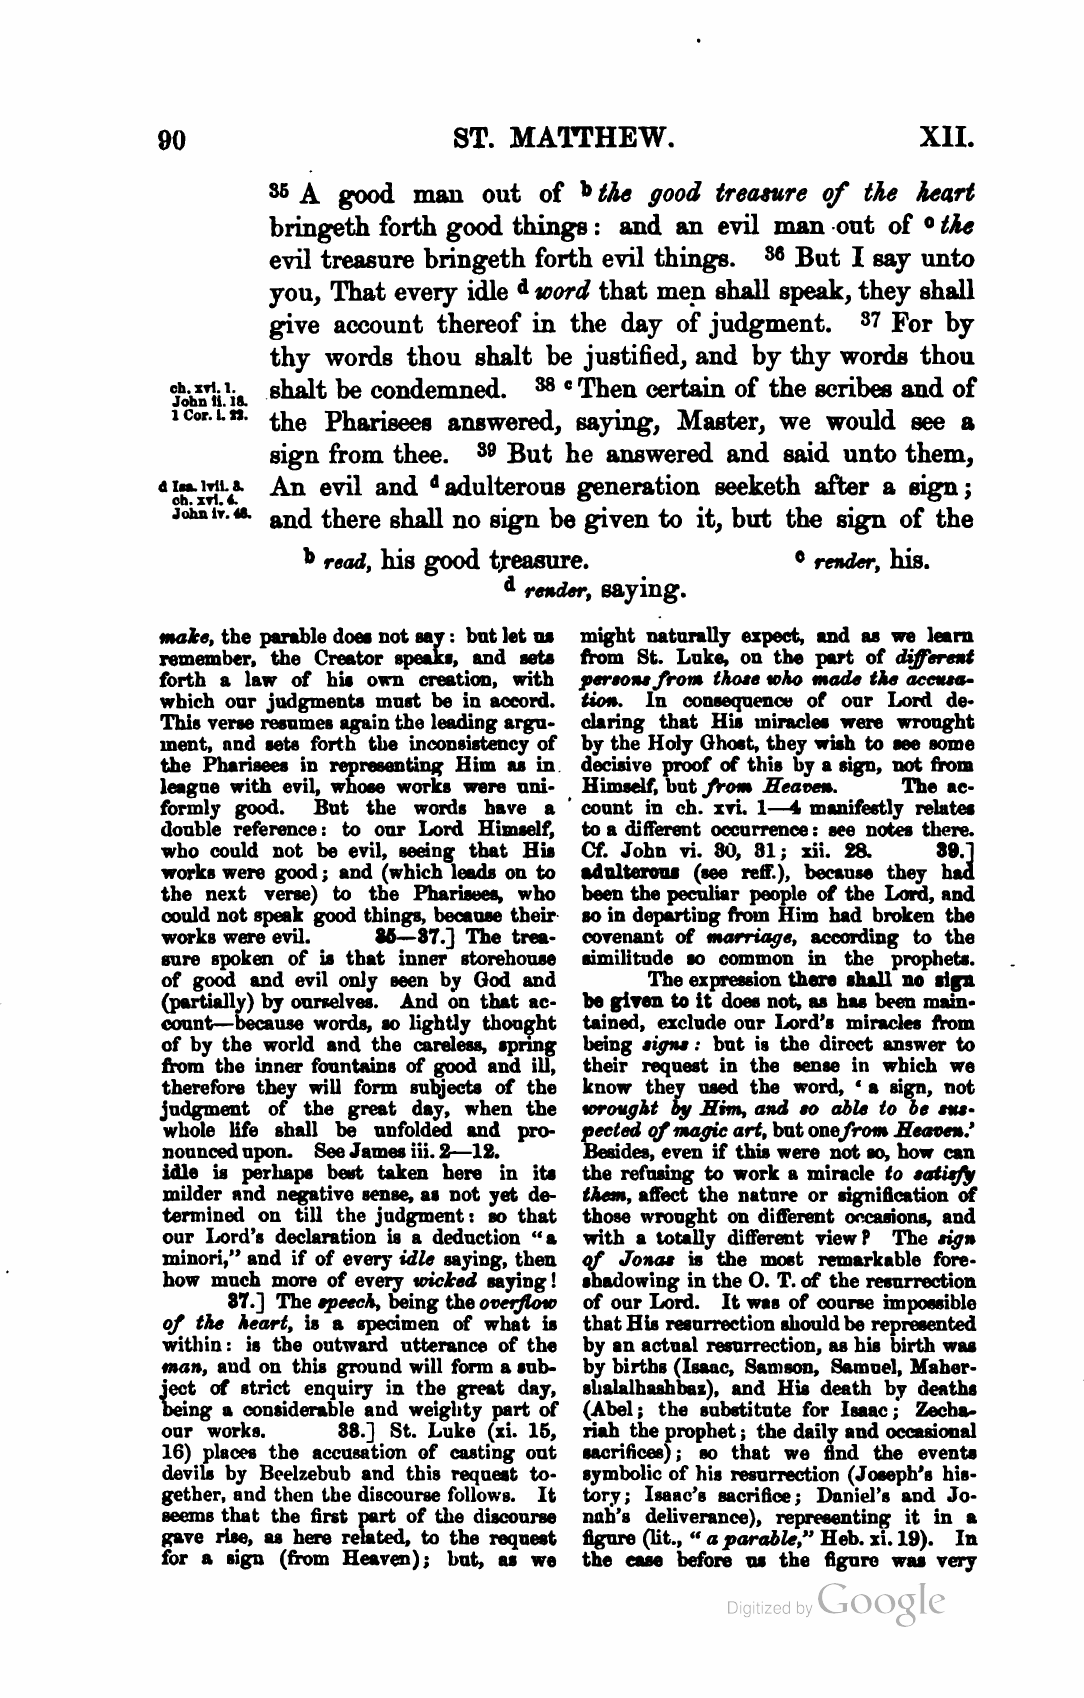 90 ST. MATTHEW. XII.
35 A good man out of b the good treasure of the heart
bringeth forth good things: and an evil man out of c the
evil treasure bringeth forth evil things. 36 But I say unto
you, That every idle d word that men shall speak, they shall
give account thereof in the day of judgment. 37 For by
thy words thou shalt be justified, and by thy words thou
shalt be condemned. 38 c Then certain of the scribes and of
the Pharisees answered, saying, Master, we would see a
sign from thee. 39 But he answered and said unto them,
An evil and d adulterous generation seeketh after a sign;
and there shall no sign be given to it, but the sign of the
ch. xvi. 1.
John ii. 18.
1 Cor. i. 22.
d Isa. lvii. 3.
ch. xvi. 4.
John iv. 48.
b read, his good treasure. c render, his.
d render, saying.
make, the parable does not say: but let us
remember, the Creator speaks, and sets
forth a law of his own creation, with
which our judgments must be in accord.
This verse resumes again the leading argu-
ment, and sets forth the inconsistency of
the Pharisees in representing Him as in
league with evil, whose works were uni-
formly good. But the words have a
double reference: to our Lord Himself,
who could not be evil, seeing that His
works were good; and (which leads on to
the next verse) to the Pharisees, who
could not speak good things, because their
works were evil. 35—37.] The trea-
sure spoken of is that inner storehouse
of good and evil only seen by God and
(partially) by ourselves. And on that ac-
count—because words, so lightly thought
of by the world and the careless, spring
from the inner fountains of good and ill,
therefore they will form subjects of the
judgment of the great day, when the
whole life shall be unfolded and pro-
nounced upon. See James iii. 2—12.
idle is perhaps best taken here in its
milder and negative sense, as not yet de-
termined on till the judgment: so that
our Lord's declaration is a deduction "a
minori," and if of every idle saying, then
how much more of every wicked saying!
37.] The speech, being the overflow
of the heart, is a specimen of what is
within: is the outward utterance of the
man, and on this ground will form a sub-
ject of strict enquiry in the great day,
being a considerable and weighty part of
our works. 38.] St. Luke (xi. 15,
16) places the accusation of casting out
devils by Beelzebub and this request to-
gether, and then the discourse follows. It
seems that the first part of the discourse
gave rise, as here related, to the request
for a sign (from Heaven); but, as we
might naturally expect, and as we learn
from St. Luke, on the part of different
persons from those who made the accusa-
tion. In consequence of our Lord de-
claring that His miracles were wrought
by the Holy Ghost, they wish to see some
decisive proof of this by a sign, not from
Himself, but from Heaven. The ac-
count in ch. xvi. 1—4 manifestly relates
to a different occurrence: see notes there.
Cf. John vi. 30, 31; xii. 28. 39.]
adulterous (see reff.), because they had
been the peculiar people of the Lord, and
so in departing from Him had broken the
covenant of marriage, according to the
similitude so common in the prophets.
The expression there shall no sign
be given to it does not, as has been main-
tained, exclude our Lord's miracles from
being signs: but is the direct answer to
their request in the sense in which we
know they used the word, ‘a sign, not
wrought by Him, and so able to be sus-
pected of magic art, but one from Heaven.’
Besides, even if this were not so, how can
the refusing to work a miracle to satisfy
them, affect the nature or signification of
those wrought on different occasions, and
with a totally different view? The sign
of Jonas is the most remarkable fore-
shadowing in the O. T. of the resurrection
of our Lord. It was of course impossible
that His resurrection should be represented
by an actual resurrection, as his birth was
by births (Isaac, Samson, Samuel, Maher-
shalalhashbaz), and His death by deaths
(Abel; the substitute for Isaac; Zecha-
riah the prophet; the daily and occasional
sacrifices); so that we find the events
symbolic of his resurrection (Joseph's his-
tory; Isaac's sacrifice; Daniel's and Jo-
nah's deliverance), representing it in a
figure (lit., "a parable," Heb. xi. 19). In
the case before us the figure was very
Digitized by Google